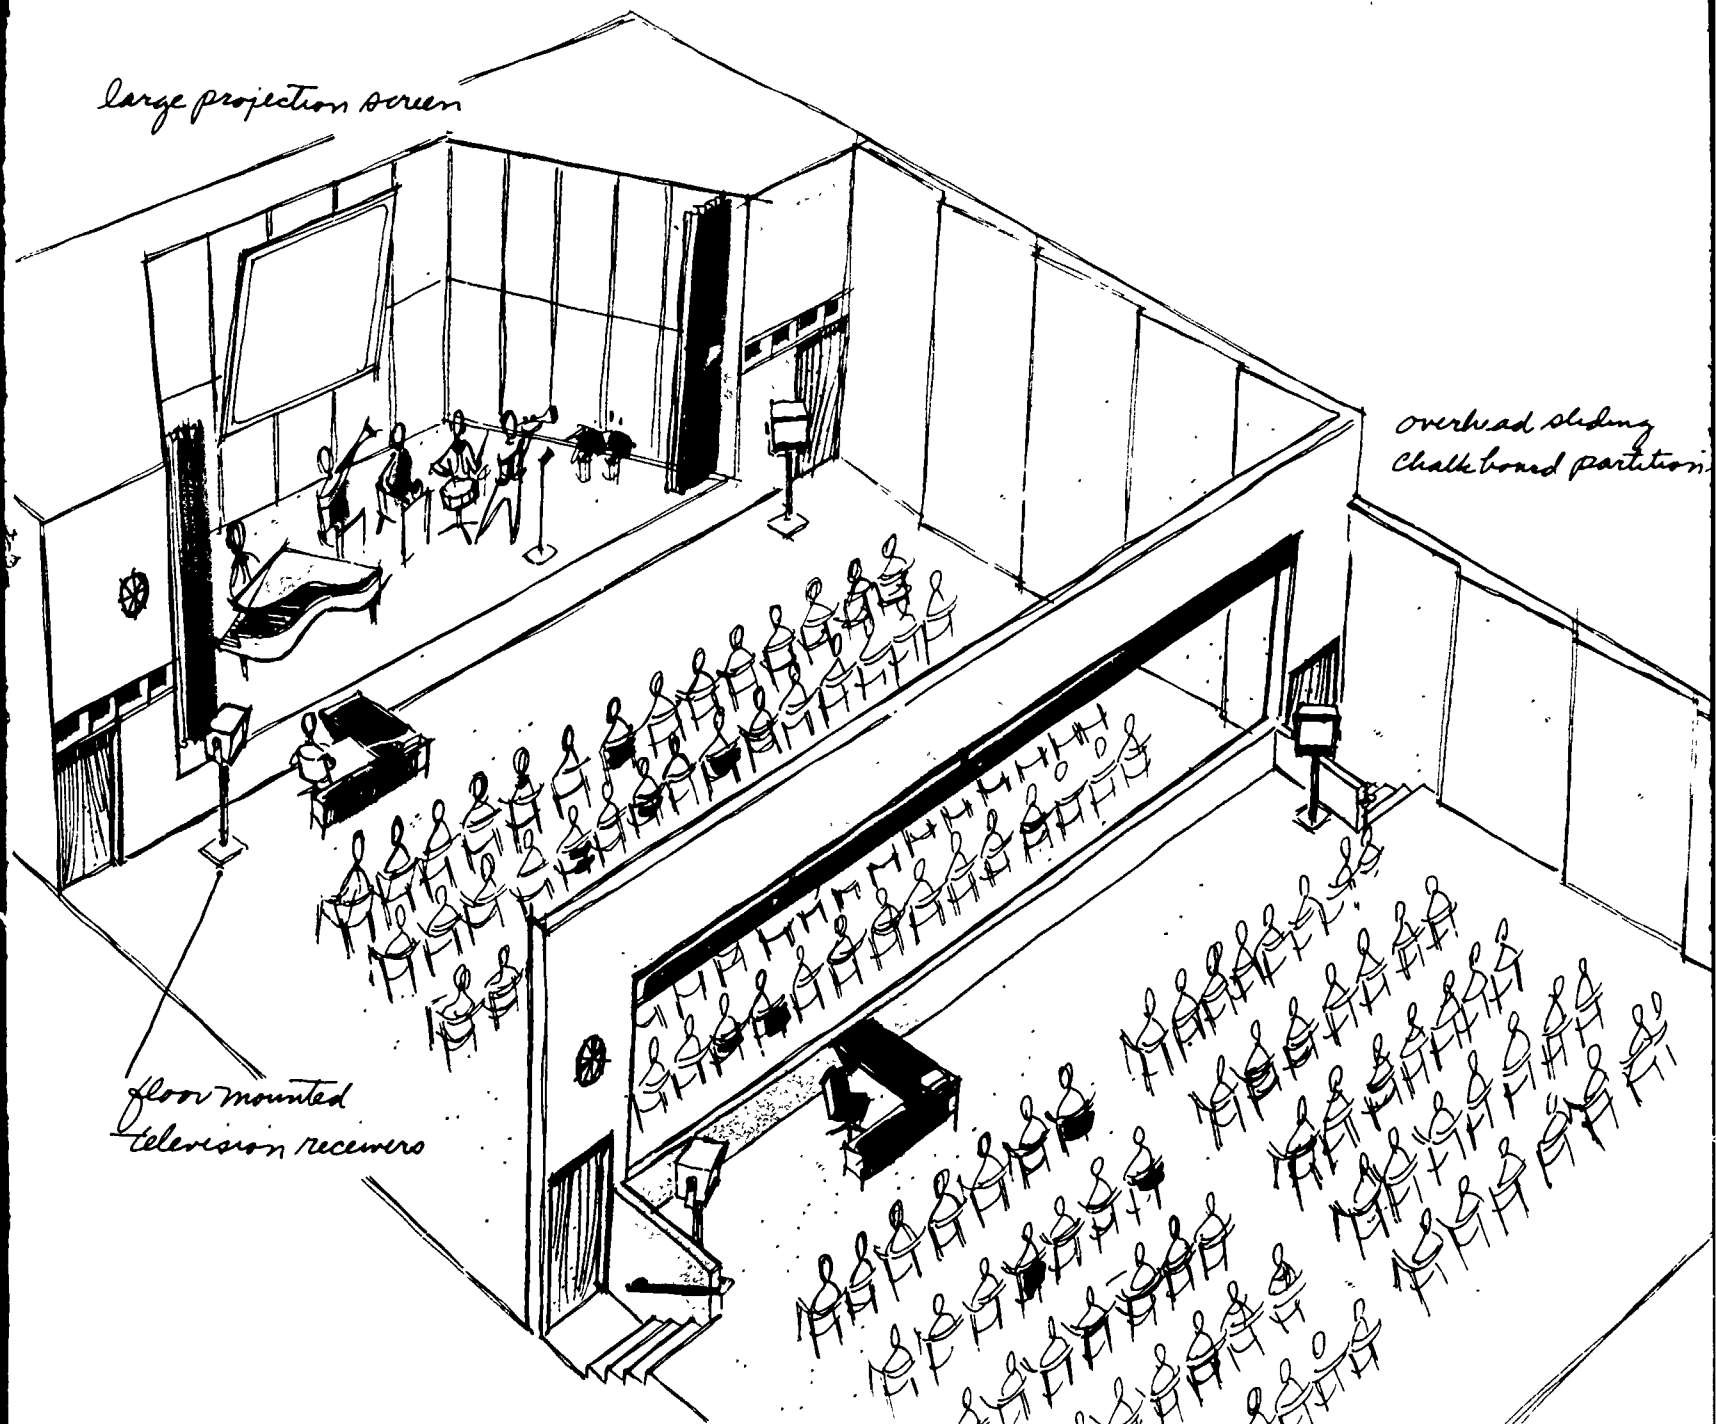 large projection screen
overhead sliding
chalkboard partition
floor mounted
television receivers